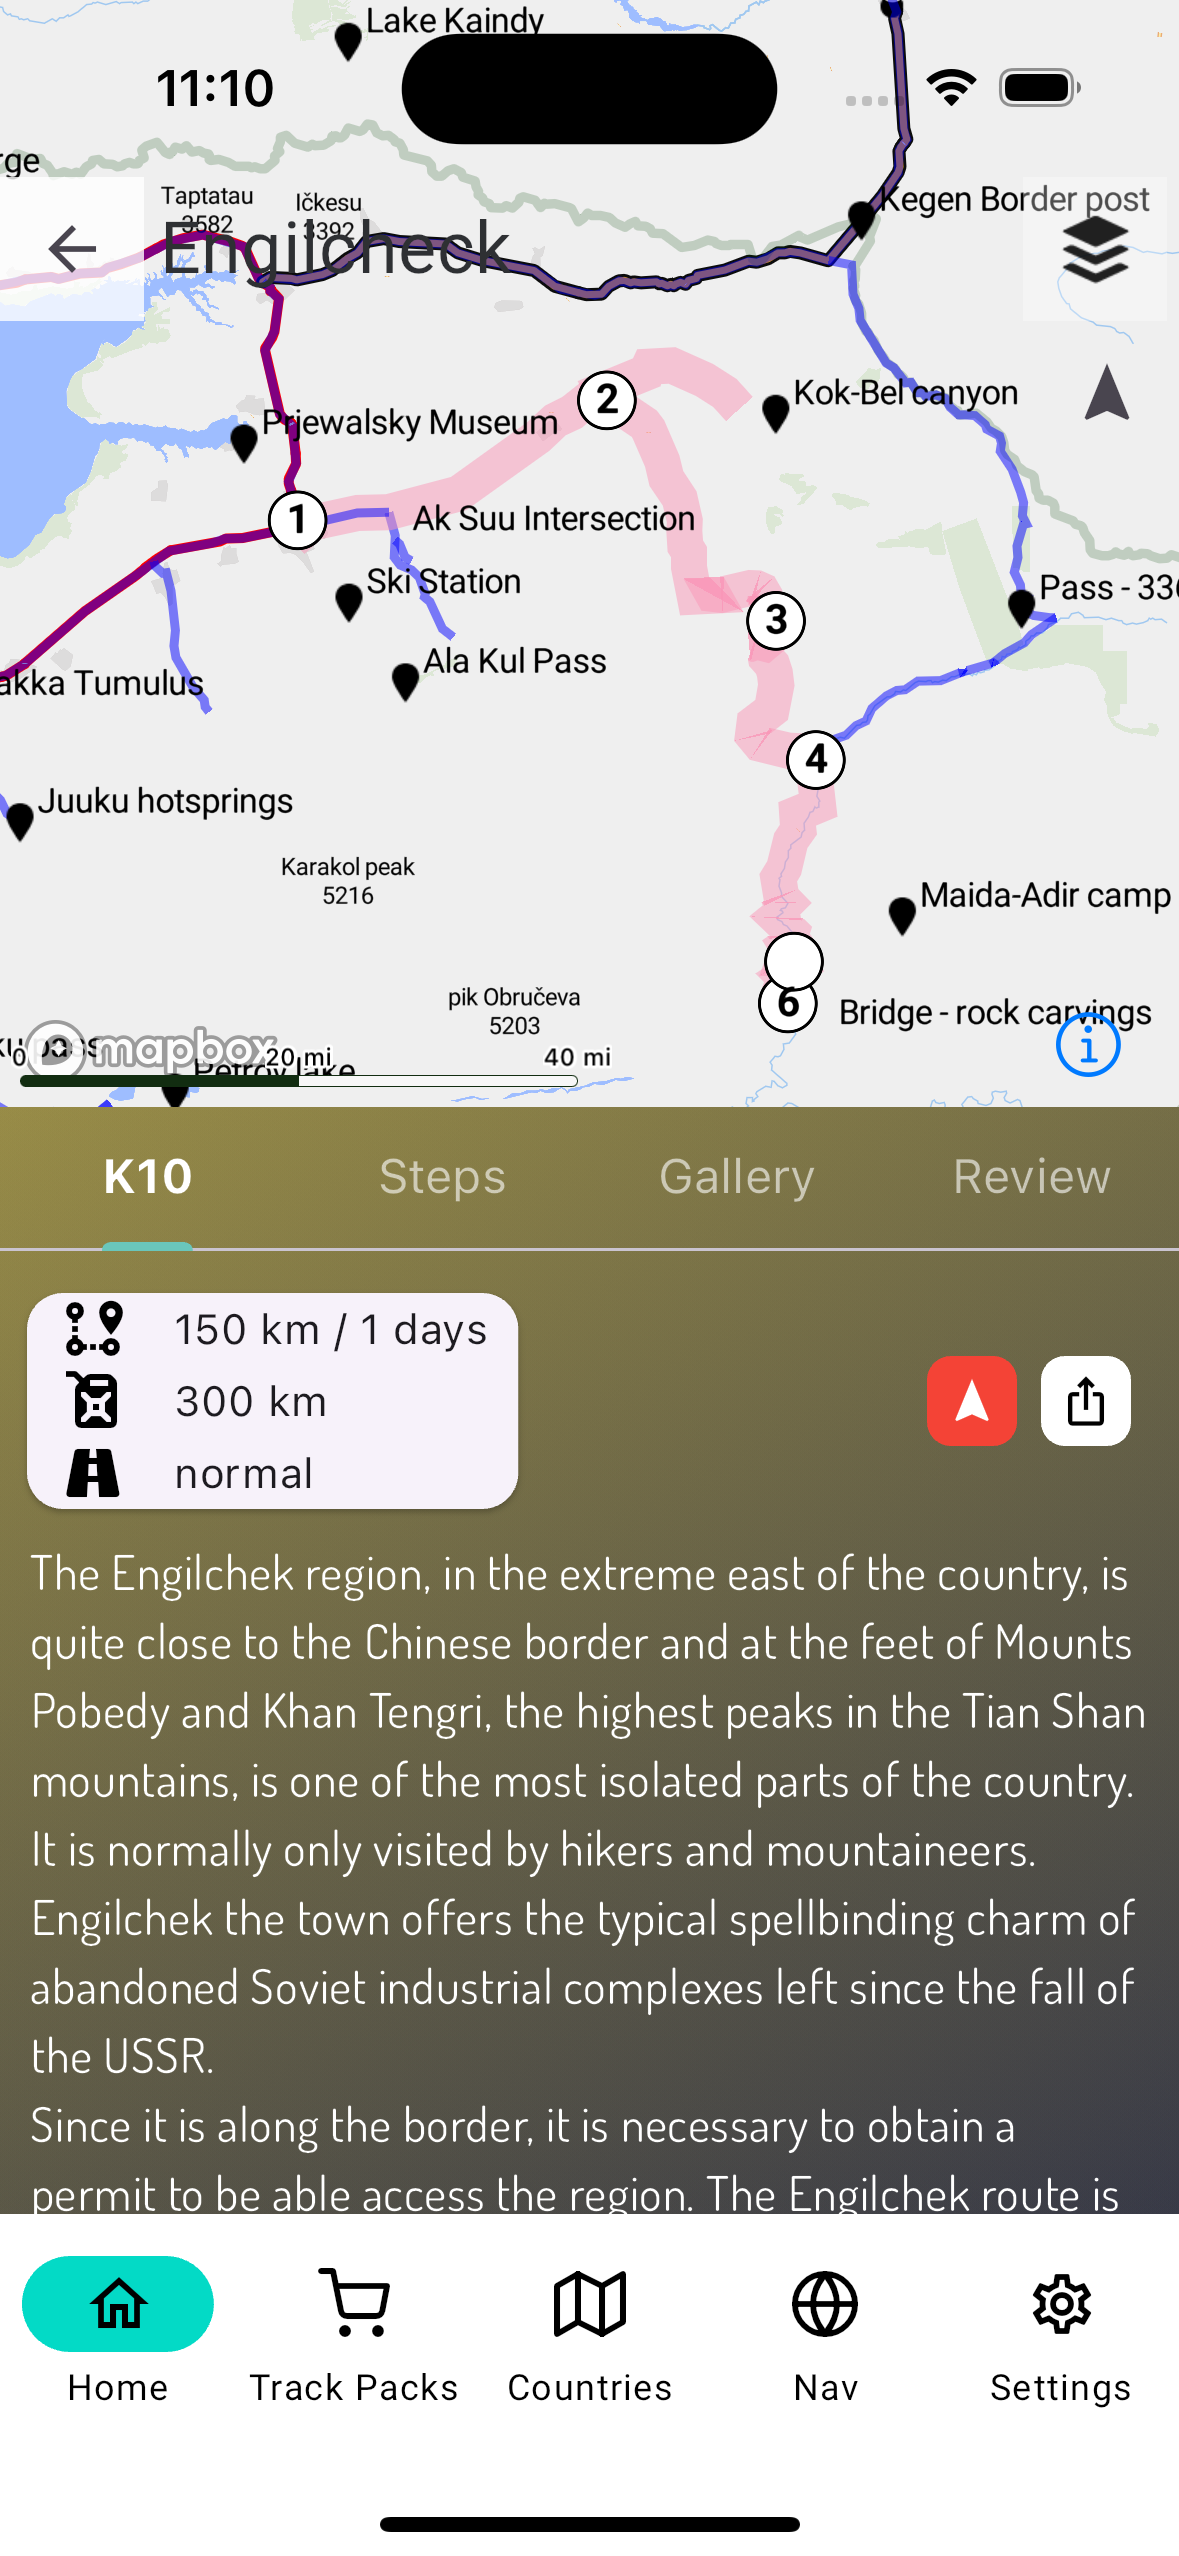 Lake Kaindy
11:10
rge
Taptatau
3582
Ičkesu
3392
Kegen Border post
Engilcheck
Kok-Bel canyon
Prjewalsky Museum
2
1
Ak Suu Intersection
Ski Station
Pass - 336
3
Ala Kul Pass
akka Tumulus
4
Juuku hotsprings
Karakol peak
5216
Maida-Adir camp
pik Obručeva
5203
6
Bridge - rock carvings
ku pass
mapbox
0
20 mi
40 mi
Petrov lake
K10
Steps
Gallery
Review
150 km / 1 days
300 km
normal
The Engilchek region, in the extreme east of the country, is
quite close to the Chinese border and at the feet of Mounts
Pobedy and Khan Tengri, the highest peaks in the Tian Shan
mountains, is one of the most isolated parts of the country.
It is normally only visited by hikers and mountaineers.
Engilchek the town offers the typical spellbinding charm of
abandoned Soviet industrial complexes left since the fall of
the USSR.
Since it is along the border, it is necessary to obtain a
permit to be able access the region. The Engilchek route is
Home
Track Packs
Countries
Nav
Settings